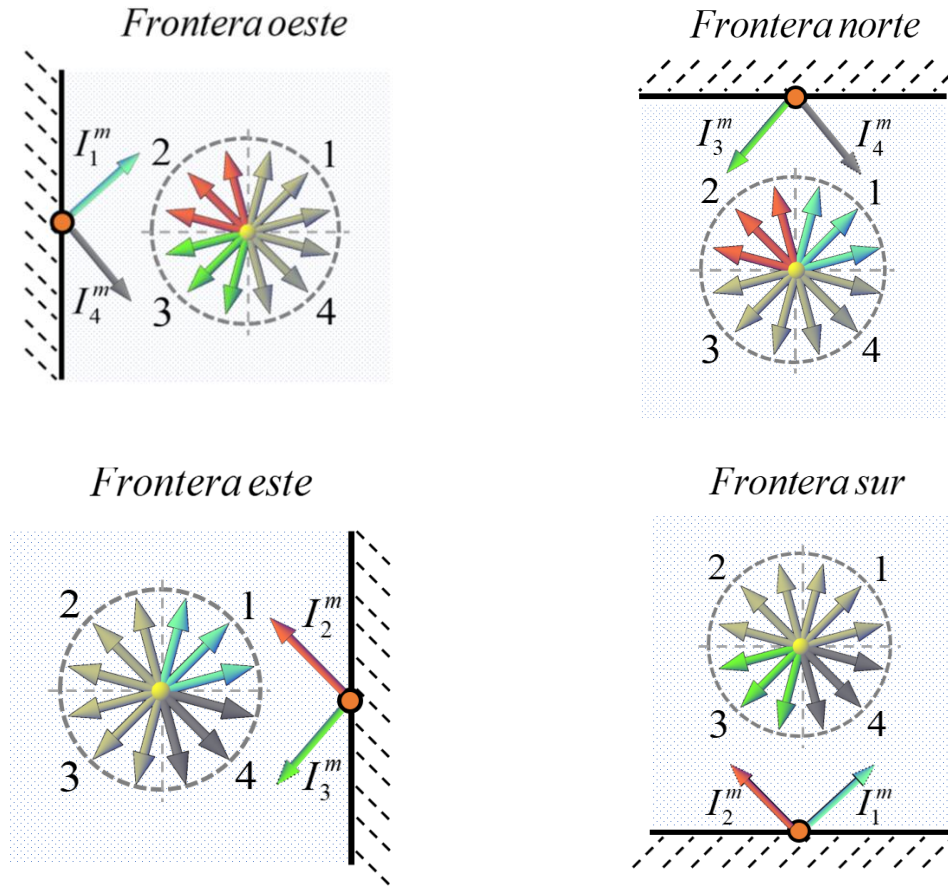 Frontera oeste
I_1^m
I_4^m
2
1
3
4
Frontera norte
I_3^m
I_4^m
2
1
3
4
Frontera este
2
1
3
4
I_2^m
I_3^m
Frontera sur
2
1
3
4
I_2^m
I_1^m